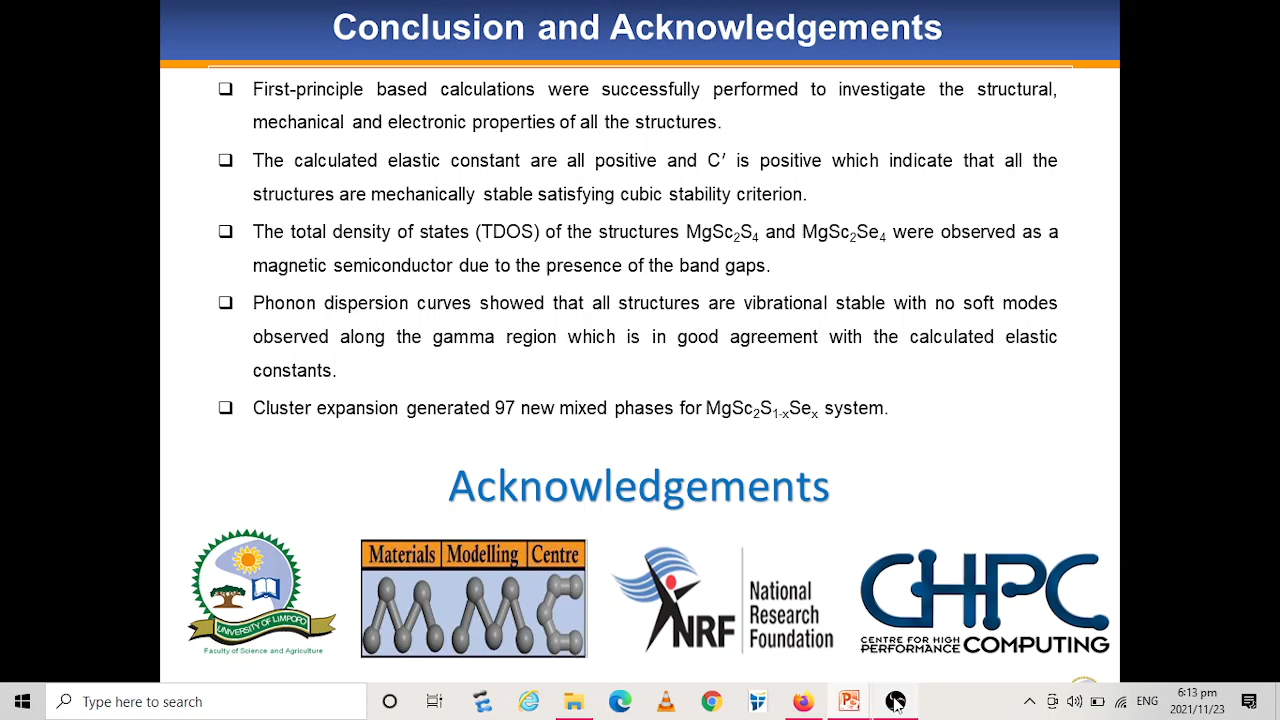 Conclusion and Acknowledgements
❑ First-principle based calculations were successfully performed to investigate the structural,
mechanical and electronic properties of all the structures.
❑ The calculated elastic constant are all positive and C′ is positive which indicate that all the
structures are mechanically stable satisfying cubic stability criterion.
❑ The total density of states (TDOS) of the structures MgSc₂S₄ and MgSc₂Se₄ were observed as a
magnetic semiconductor due to the presence of the band gaps.
❑ Phonon dispersion curves showed that all structures are vibrational stable with no soft modes
observed along the gamma region which is in good agreement with the calculated elastic
constants.
❑ Cluster expansion generated 97 new mixed phases for MgSc₂S₁₋ₓSeₓ system.
Acknowledgements
UNIVERSITY OF LIMPOPO
Faculty of Science and Agriculture
Materials Modelling Centre
MMC
NRF
National
Research
Foundation
CHPC
CENTRE FOR HIGH
PERFORMANCE COMPUTING
Type here to search
6:13 pm
2021/11/23